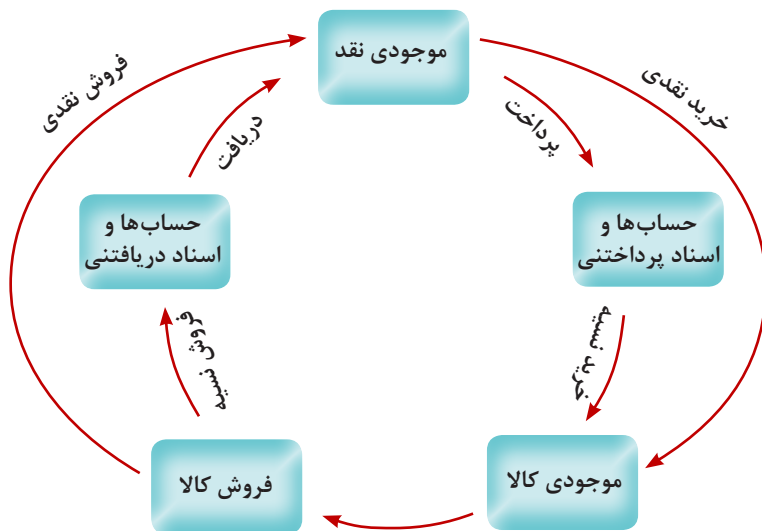 موجودی نقد
خرید نقدی
پرداخت
حساب‌ها و
اسناد پرداختنی
خرید نسیه
موجودی کالا
فروش کالا
فروش نسیه
حساب‌ها و
اسناد دریافتنی
دریافت
فروش نقدی